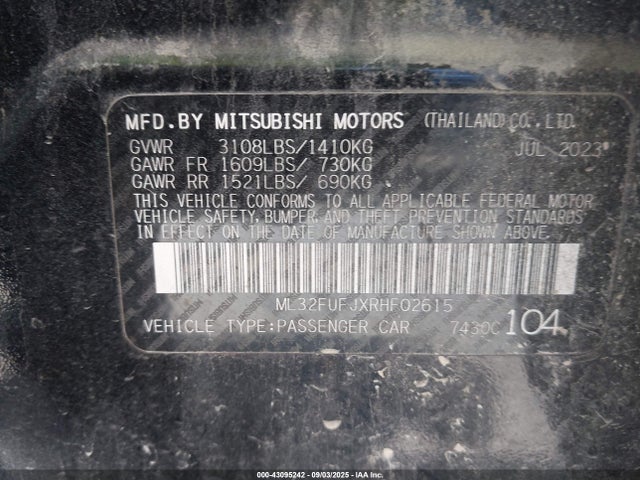 MFD.BY MITSUBISHI MOTORS (THAILAND)CO.,LTD.
GVWR 3108LBS/1410KG JUL 2023
GAWR FR 1609LBS/ 730KG
GAWR RR 1521LBS/ 690KG
THIS VEHICLE CONFORMS TO ALL APPLICABLE FEDERAL MOTOR
VEHICLE SAFETY, BUMPER, AND THEFT PREVENTION STANDARDS
IN EFFECT ON THE DATE OF MANUFACTURE SHOWN ABOVE.
ML32FUFJXRHF02615
VEHICLE TYPE:PASSENGER CAR 7430C 104
000-43095242 - 09/03/2025 - IAAI, Inc.